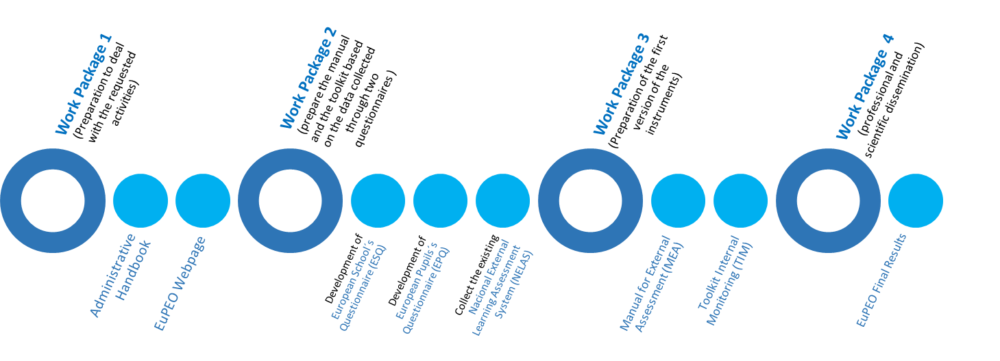 Work Package 1
(Preparation to deal
with the requested
activities)
Administrative
Handbook
EuPEO Webpage
Work Package 2
(prepare the manual
and the toolkit based
on the data collected
through two
questionnaires )
Development of
European School´s
Questionnaire (ESQ)
Development of
European Pupils´s
Questionnaire (EPQ)
Collect the existing
Nacional External
Learning Assessment
System (NELAS)
Work Package 3
(Preparation of the first
version of the
instruments)
Manual for External
Assessment (MEA)
Toolkit Internal
Monitoring (TIM)
Work Package 4
(professional and
scientific dissemination)
EuPEO Final Results